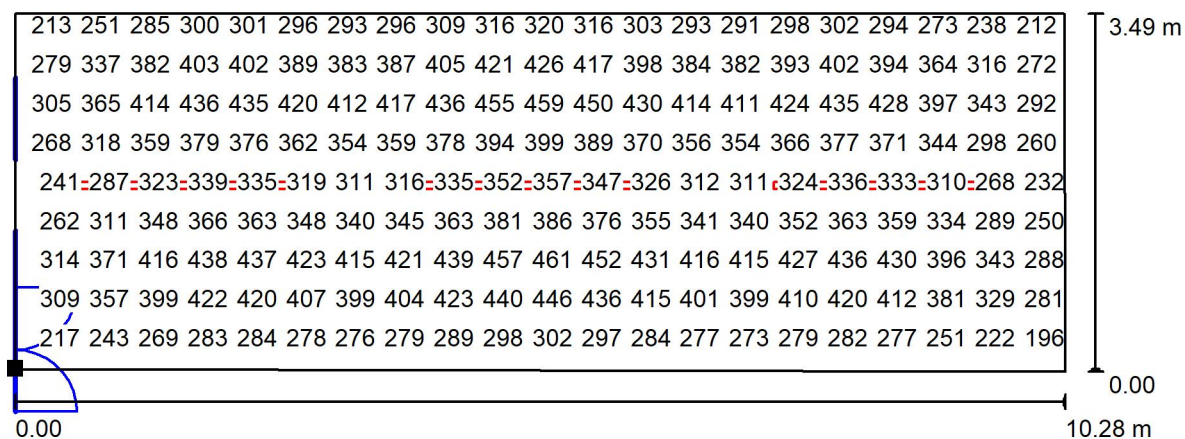 213 251 285 300 301 296 293 296 309 316 320 316 303 293 291 298 302 294 273 238 212
3.49 m
279 337 382 403 402 389 383 387 405 421 426 417 398 384 382 393 402 394 364 316 272
305 365 414 436 435 420 412 417 436 455 459 450 430 414 411 424 435 428 397 343 292
268 318 359 379 376 362 354 359 378 394 399 389 370 356 354 366 377 371 344 298 260
241 287 323 339 335 319 311 316 335 352 357 347 326 312 311 324 336 333 310 268 232
262 311 348 366 363 348 340 345 363 381 386 376 355 341 340 352 363 359 334 289 250
314 371 416 438 437 423 415 421 439 457 461 452 431 416 415 427 436 430 396 343 288
309 357 399 422 420 407 399 404 423 440 446 436 415 401 399 410 420 412 381 329 281
217 243 269 283 284 278 276 279 289 298 302 297 284 277 273 279 282 277 251 222 196
0.00
0.00
10.28 m